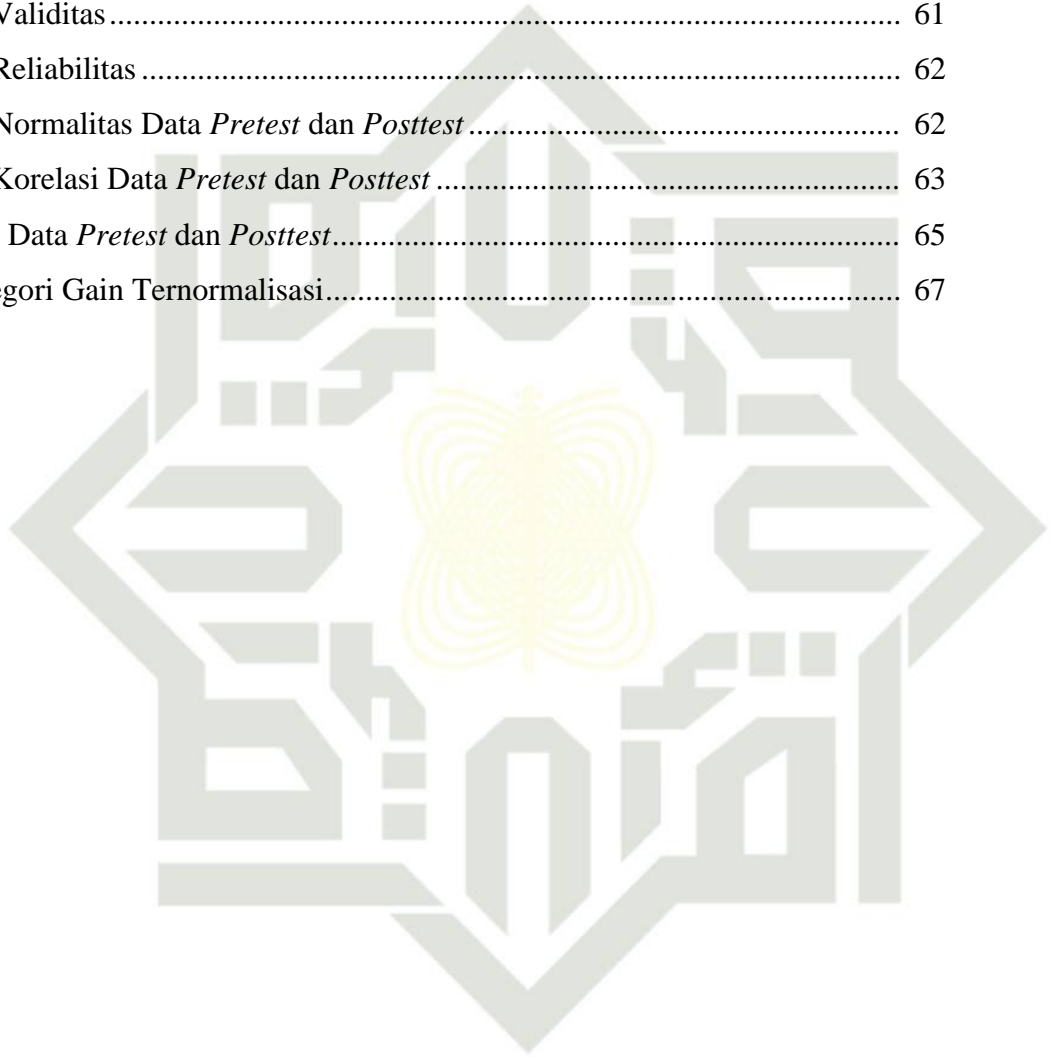 Validitas.......................................................................................................... 61
Reliabilitas ...................................................................................................... 62
Normalitas Data Pretest dan Posttest.......................................................... 62
Korelasi Data Pretest dan Posttest .............................................................. 63
Data Pretest dan Posttest............................................................................. 65
Gain Ternormalisasi............................................................................. 67